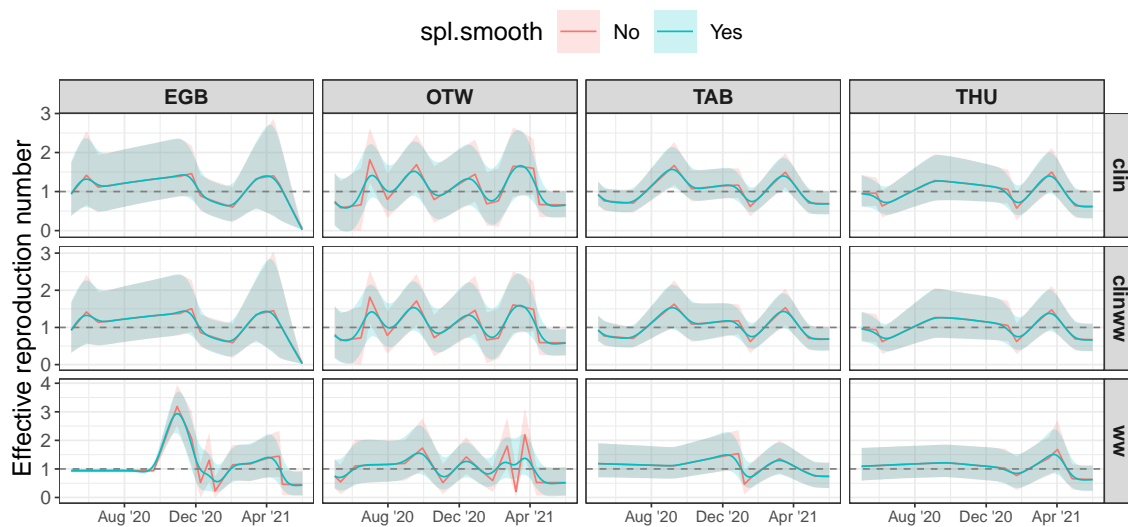 spl.smooth No Yes
EGB OTW TAB THU
Effective reproduction number
3
2
1
0
clin
3
2
1
0
clinww
4
3
2
1
0
ww
Aug '20 Dec '20 Apr '21 Aug '20 Dec '20 Apr '21 Aug '20 Dec '20 Apr '21 Aug '20 Dec '20 Apr '21